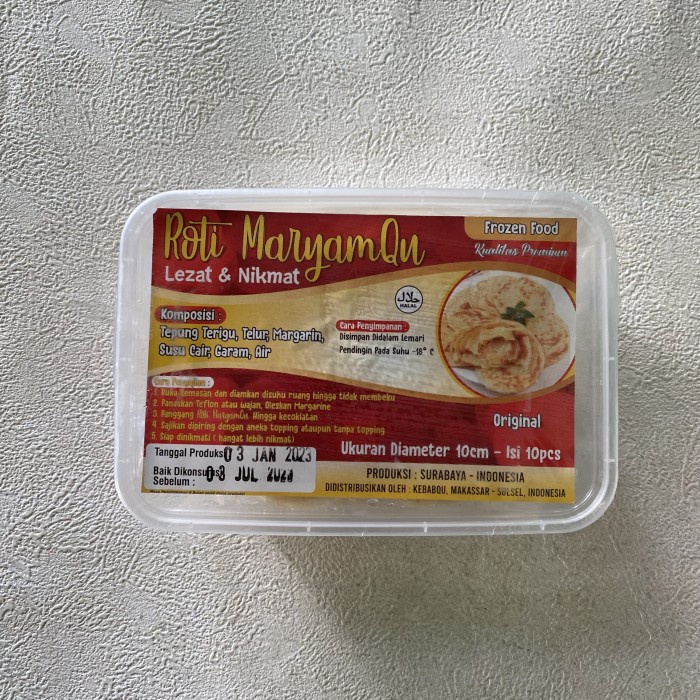 Roti MaryamQu
Lezat & Nikmat
Frozen Food
Kualitas Premium
حلال
HALAL
Komposisi :
Tepung Terigu, Telur, Margarin,
Susu Cair, Garam, Air
Cara Penyimpanan :
Disimpan Didalam Lemari
Pendingin Pada Suhu -18° C
Cara Penyajian :
1. Buka Kemasan dan diamkan disuhu ruang hingga tidak membeku
2. Panaskan Teflon atau wajan, Oleskan Margarine
3. Panggang Roti MaryamQu Hingga kecoklatan
4. Sajikan dipiring dengan aneka topping ataupun tanpa topping
5. Siap dinikmati ( hangat lebih nikmat)
Original
Ukuran Diameter 10cm - Isi 10pcs
Tanggal Produksi 03 JAN 2023
Baik Dikonsumsi
Sebelum : 03 JUL 2023
PRODUKSI : SURABAYA - INDONESIA
DIDISTRIBUSIKAN OLEH : KEBABQU, MAKASSAR - SULSEL, INDONESIA